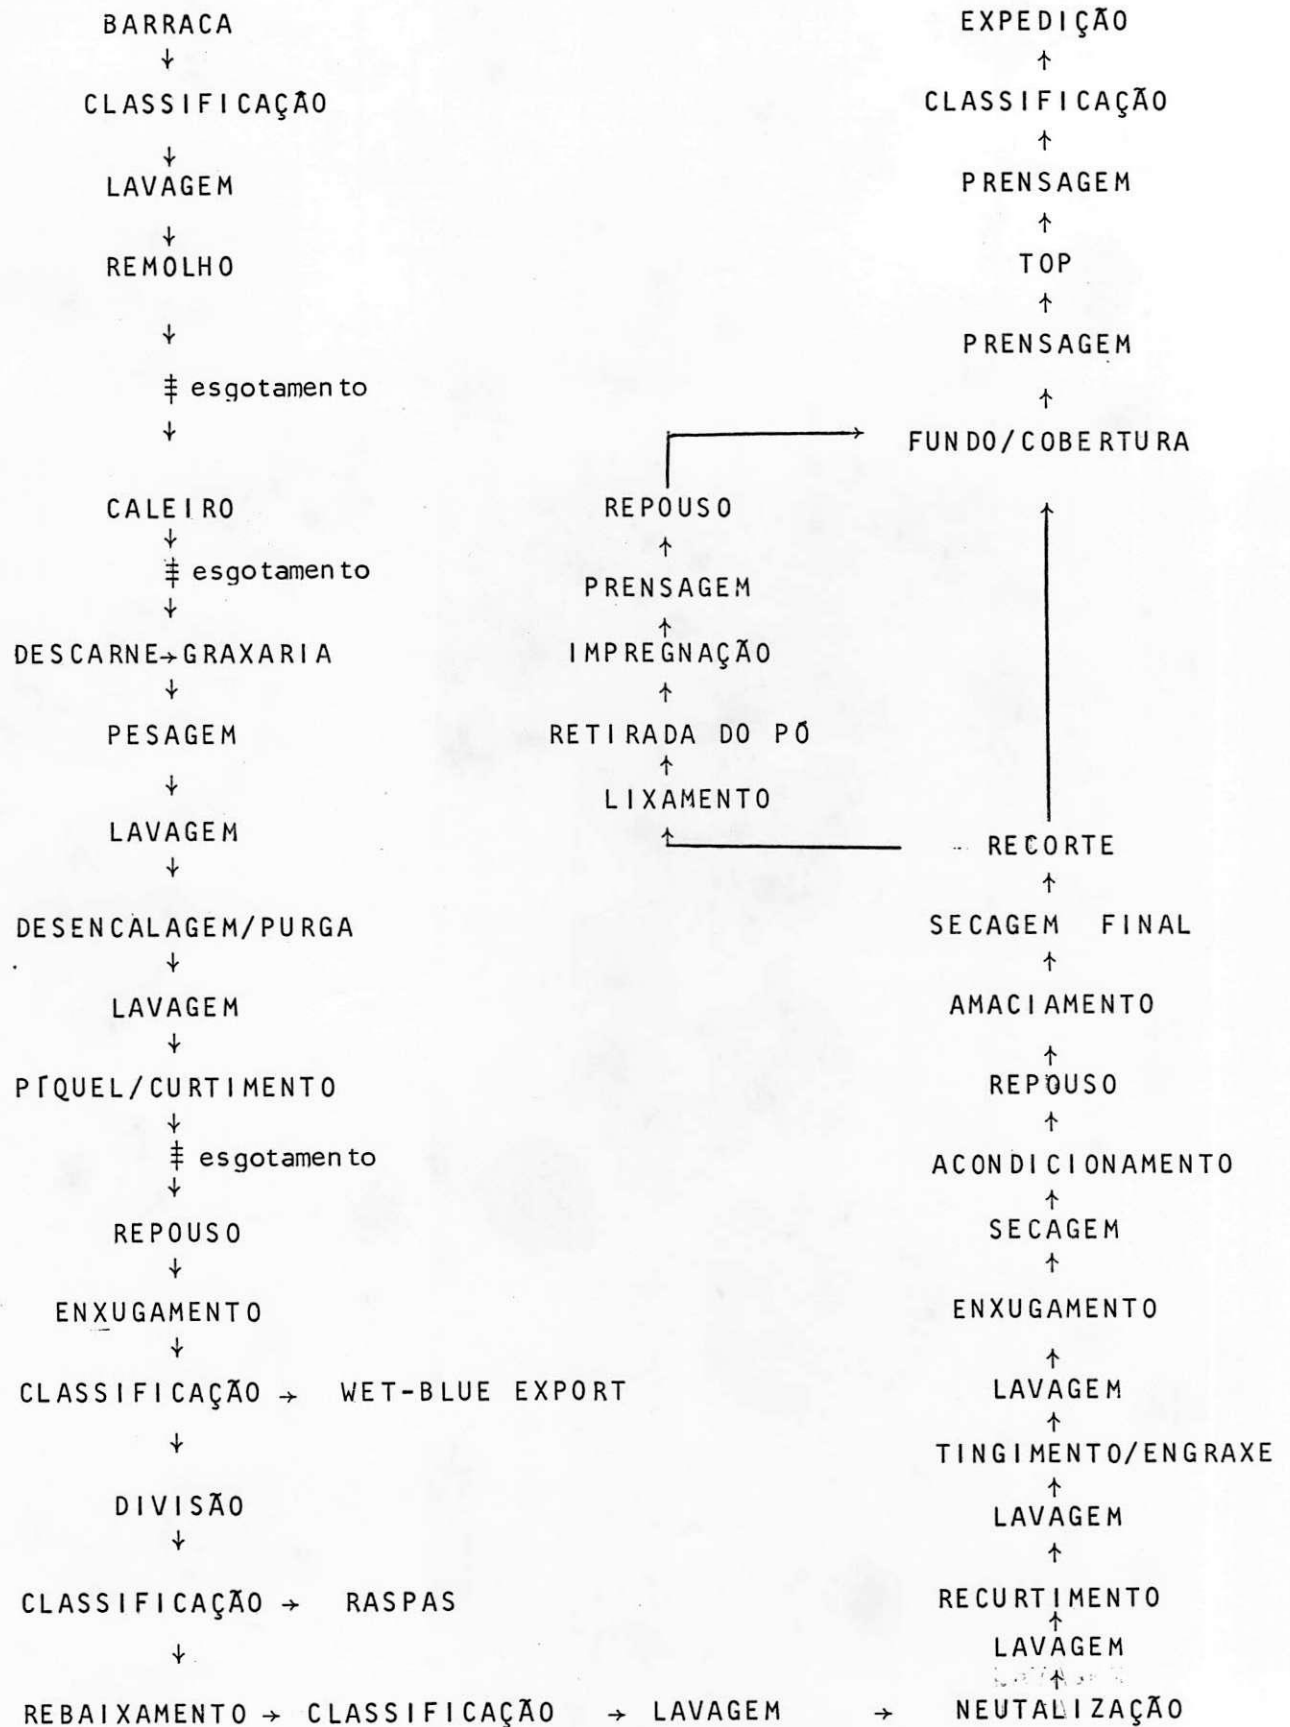 BARRACA
↓
CLASSIFICAÇÃO
↓
LAVAGEM
↓
REMOLHO
↓
‡ esgotamento
↓
CALEIRO
↓
‡ esgotamento
↓
DESCARNE→GRAXARIA
↓
PESAGEM
↓
LAVAGEM
↓
DESENCALAGEM/PURGA
↓
LAVAGEM
↓
PÍQUEL/CURTIMENTO
↓
‡ esgotamento
↓
REPOUSO
↓
ENXUGAMENTO
↓
CLASSIFICAÇÃO → WET-BLUE EXPORT
↓
DIVISÃO
↓
CLASSIFICAÇÃO → RASPAS
↓
REBAIXAMENTO → CLASSIFICAÇÃO → LAVAGEM → NEUTALIZAÇÃO
↑
LAVAGEM
↑
RECURTIMENTO
↑
LAVAGEM
↑
TINGIMENTO/ENGRAXE
↑
LAVAGEM
↑
ENXUGAMENTO
↑
SECAGEM
↑
ACONDICIONAMENTO
↑
REPOUSO
↑
AMACIAMENTO
↑
SECAGEM FINAL
↑
RECORTE
↑
LIXAMENTO
↑
RETIRADA DO PÓ
↑
IMPREGNAÇÃO
↑
PRENSAGEM
↑
REPOUSO
→
FUNDO/COBERTURA
↑
PRENSAGEM
↑
TOP
↑
PRENSAGEM
↑
CLASSIFICAÇÃO
↑
EXPEDIÇÃO